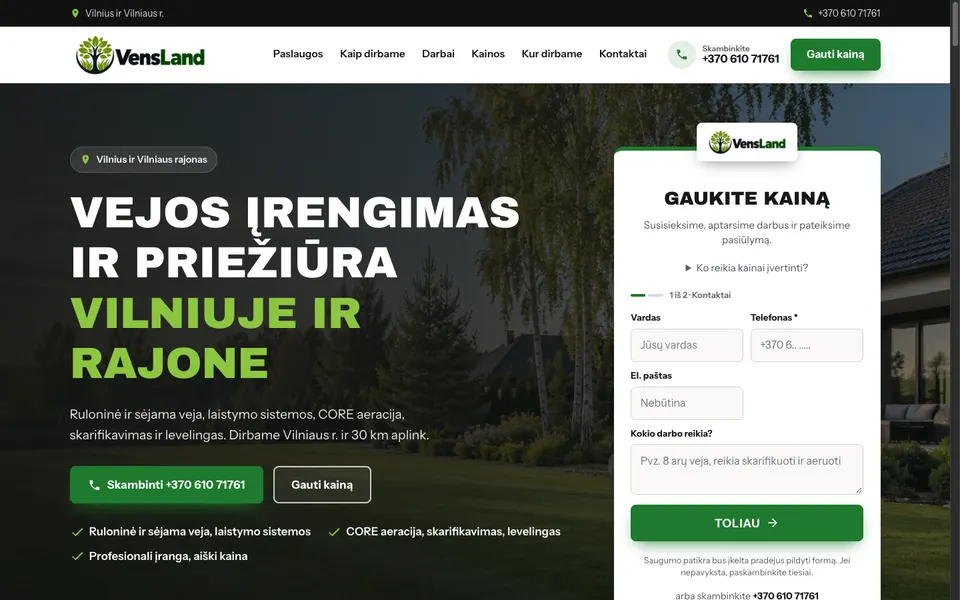 Vilnius ir Vilniaus r.
+370 610 71761
VensLand
Paslaugos
Kaip dirbame
Darbai
Kainos
Kur dirbame
Kontaktai
Skambinkite
+370 610 71761
Gauti kainą
Vilnius ir Vilniaus rajonas
VEJOS ĮRENGIMAS
IR PRIEŽIŪRA
VILNIUJE IR
RAJONE
Ruloninė ir sėjama veja, laistymo sistemos, CORE aeracija,
skarifikavimas ir levelingas. Dirbame Vilniaus r. ir 30 km aplink.
Skambinti +370 610 71761
Gauti kainą
Ruloninė ir sėjama veja, laistymo sistemos
CORE aeracija, skarifikavimas, levelingas
Profesionali įranga, aiški kaina
VensLand
GAUKITE KAINĄ
Susisieksime, aptarsime darbus ir pateiksime
pasiūlymą.
Ko reikia kainai įvertinti?
1 iš 2 · Kontaktai
Vardas
Telefonas *
Jūsų vardas
+370 6.. .....
El. paštas
Nebūtina
Kokio darbo reikia?
Pvz. 8 arų veja, reikia skarifikuoti ir aeruoti
TOLIAU →
Saugumo patikra bus įkelta pradėjus pildyti formą. Jei
nepavyksta, paskambinkite tiesiai.
arba skambinkite +370 610 71761